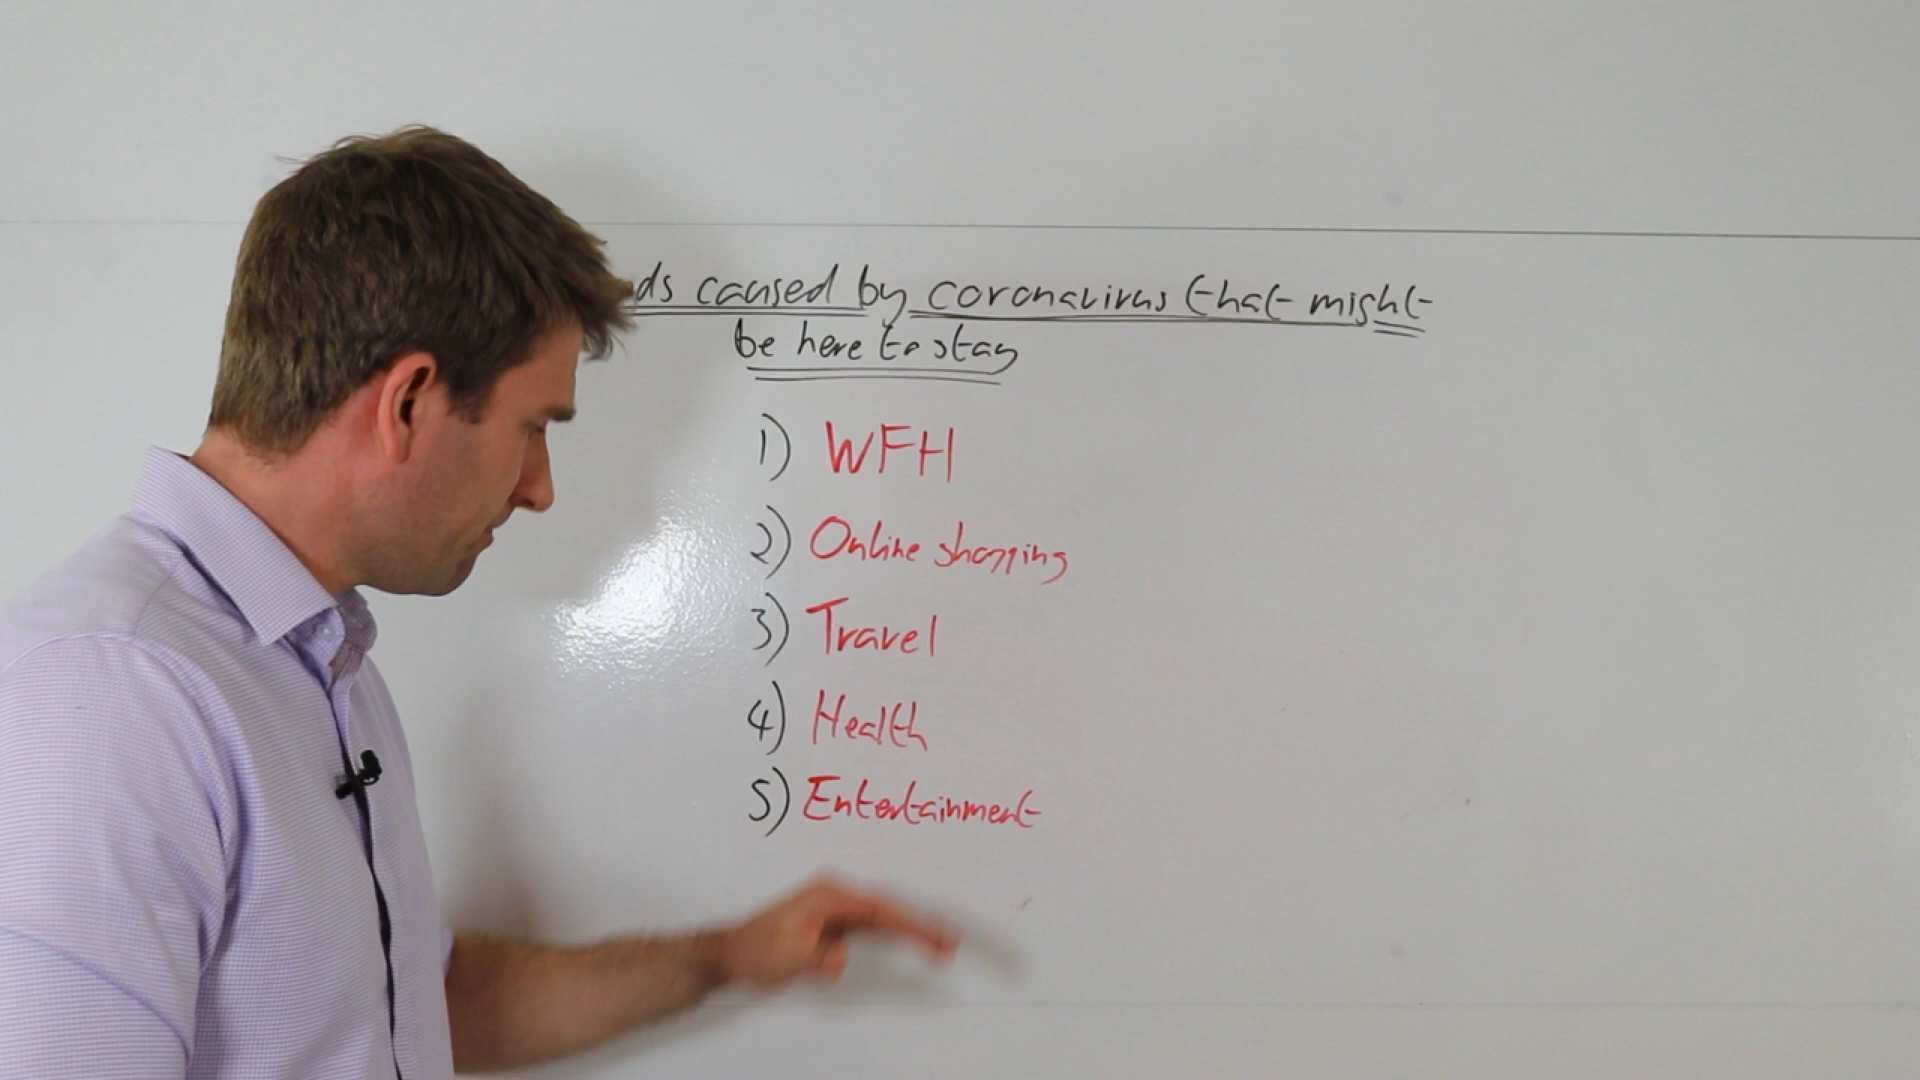 ds caused by coronavirus that might
be here to stay
1) WFH
2) Online shopping
3) Travel
4) Health
5) Entertainment